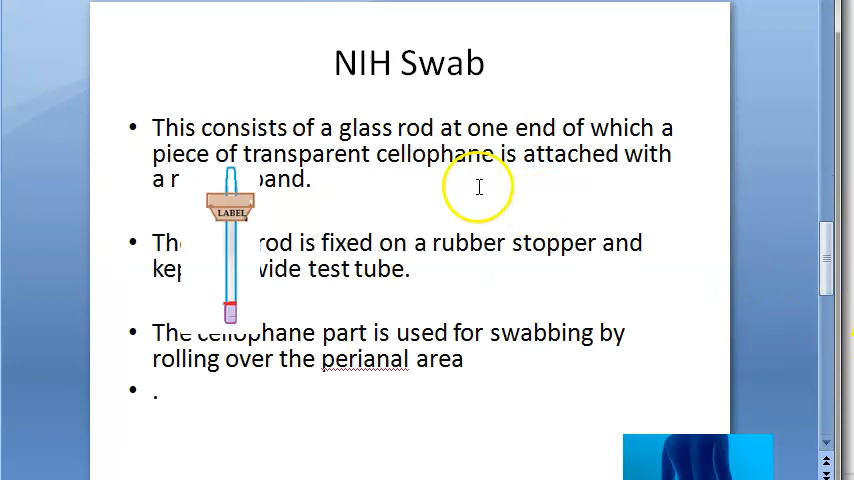 NIH Swab
• This consists of a glass rod at one end of which a
piece of transparent cellophane is attached with
a band.
LABEL
• rod is fixed on a rubber stopper and
wide test tube.
• The cellophane part is used for swabbing by
rolling over the perianal area
• .